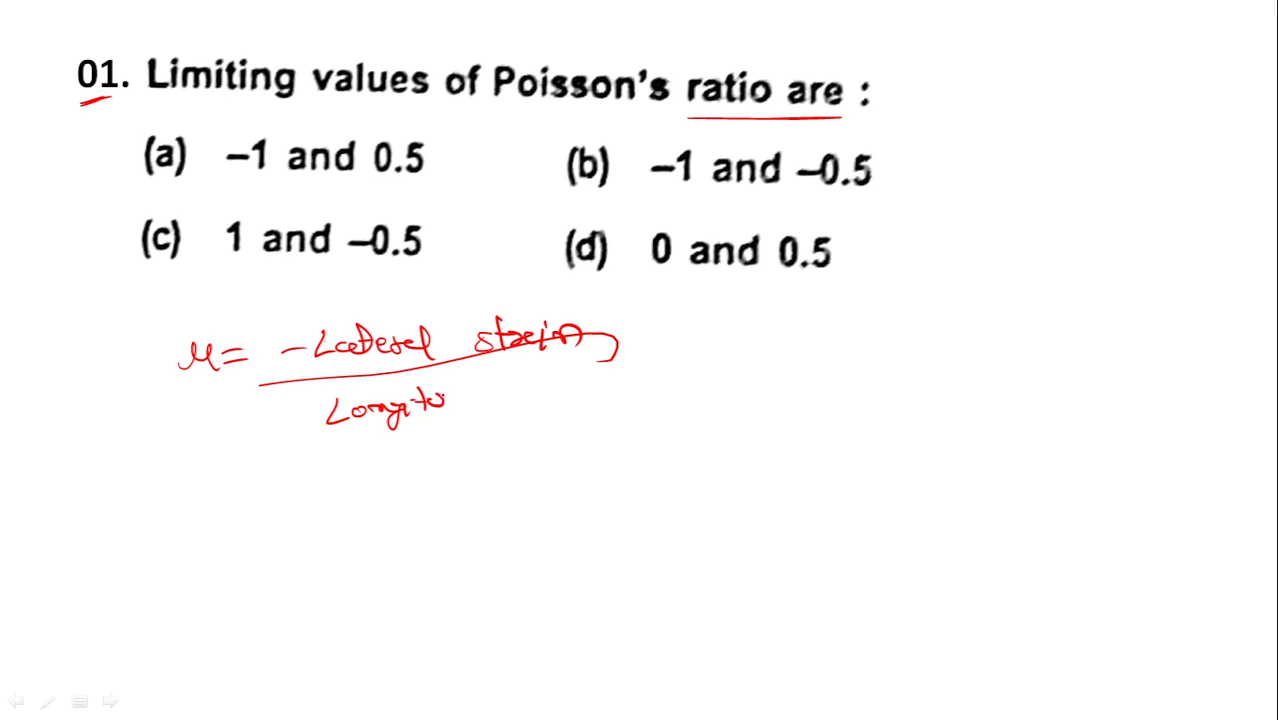 01. Limiting values of Poisson's ratio are :
(a) –1 and 0.5 (b) –1 and –0.5
(c) 1 and –0.5 (d) 0 and 0.5
μ = – Lateral strain
Longitu